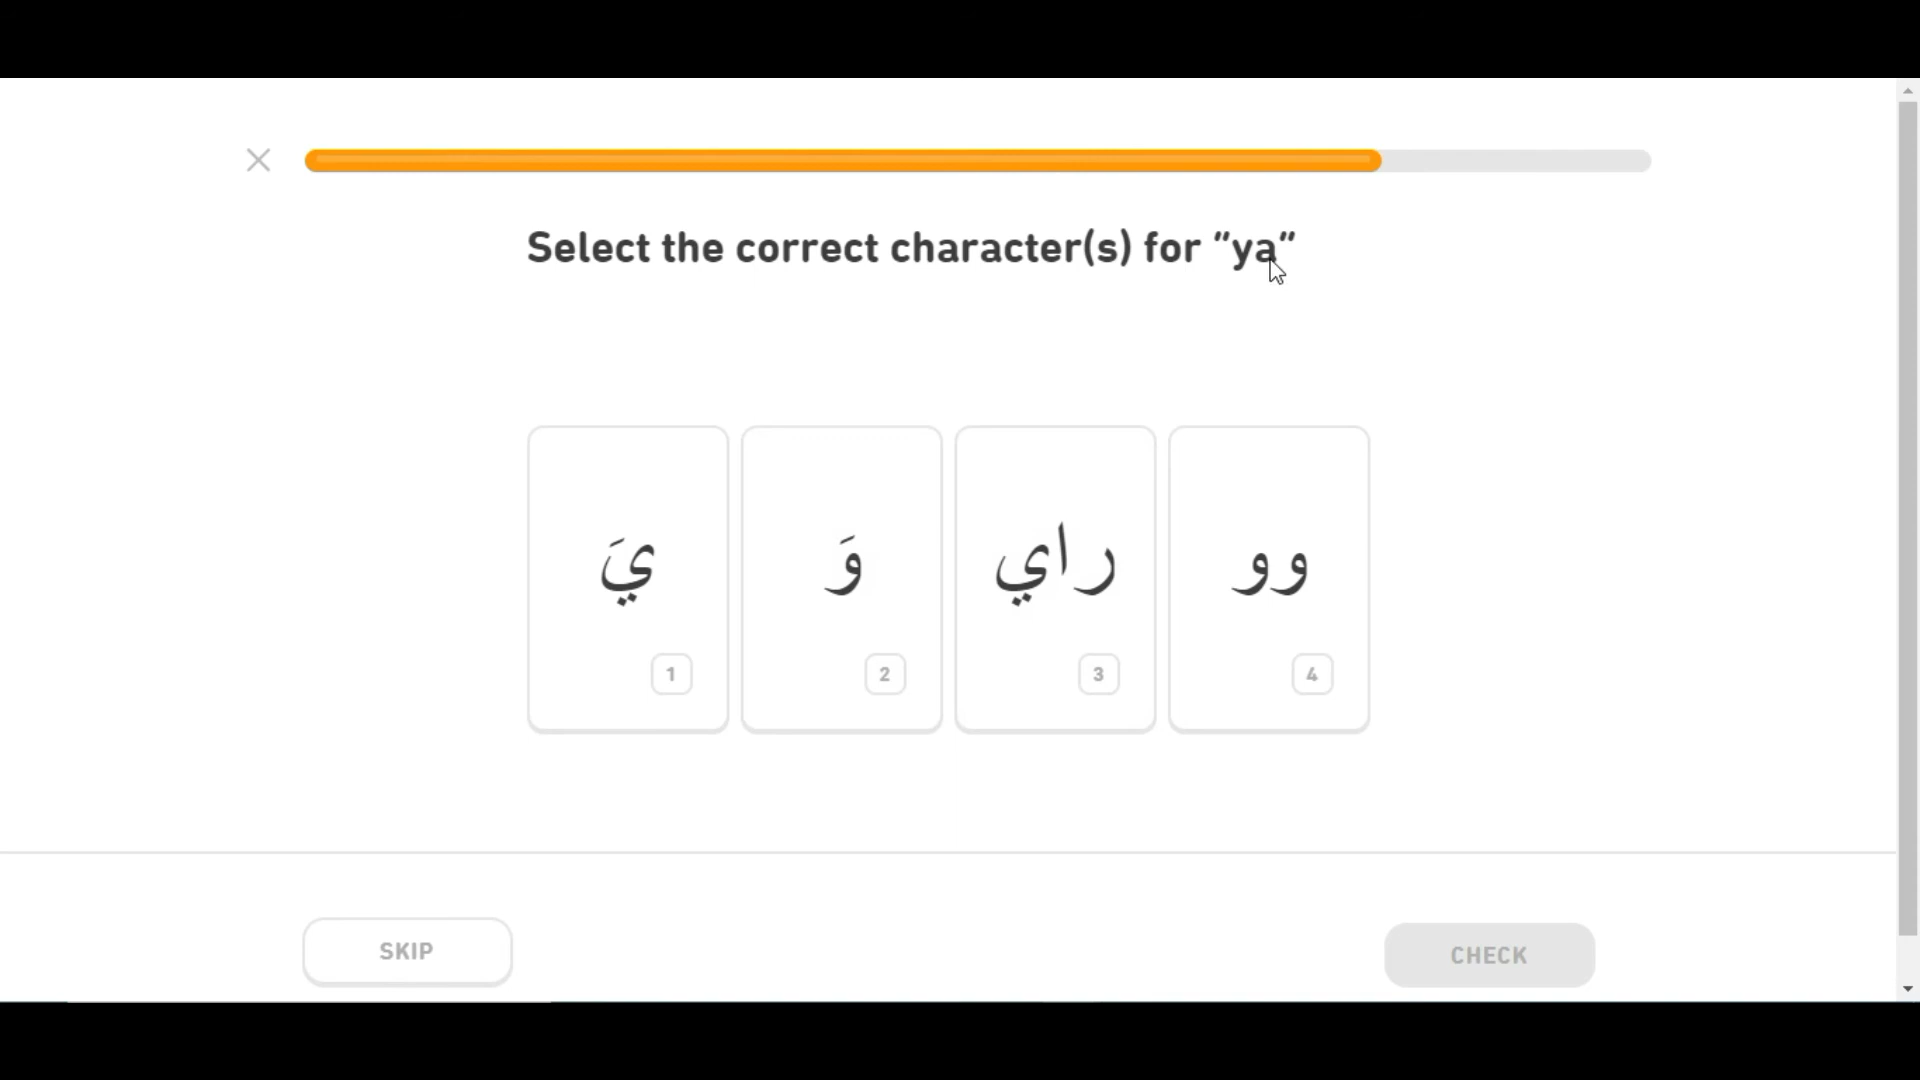 Select the correct character(s) for "ya"
يَ
وَ
راي
وو
1
2
3
4
SKIP
CHECK